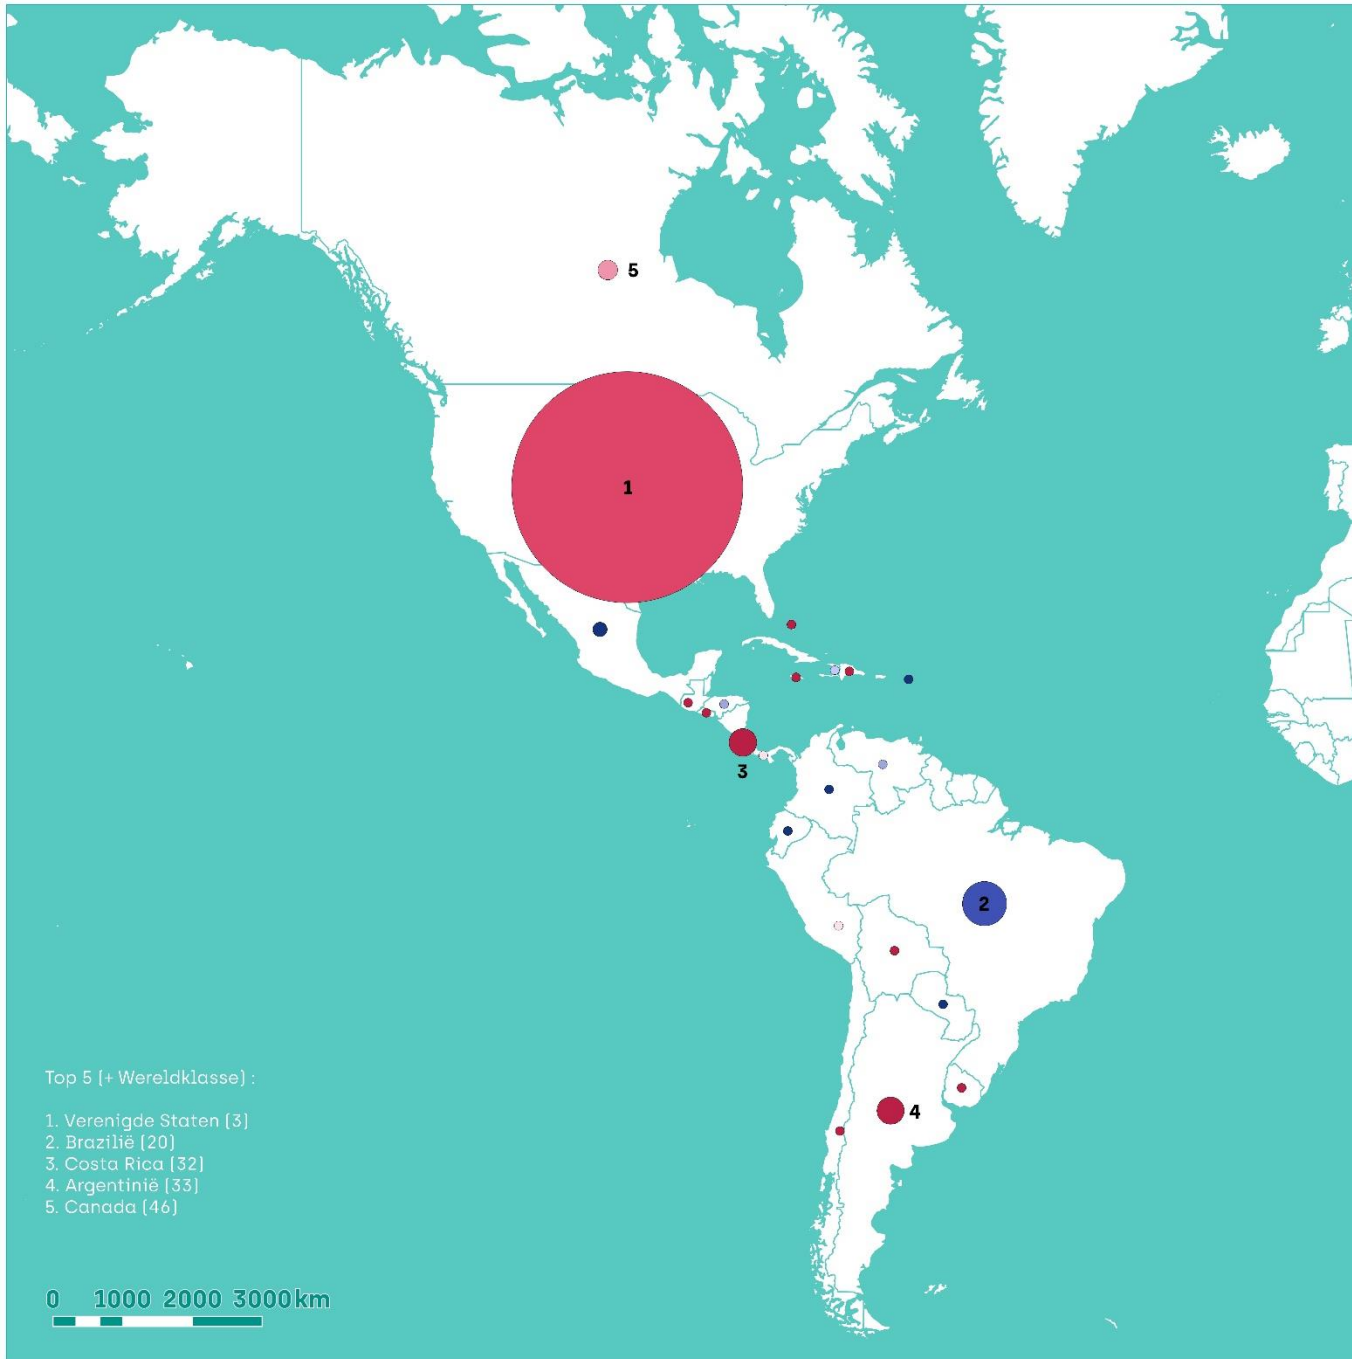 5
1
3
2
4
Top 5 (+ Wereldklasse) :
1. Verenigde Staten (3)
2. Brazilië (20)
3. Costa Rica (32)
4. Argentinië (33)
5. Canada (46)
0 1000 2000 3000km